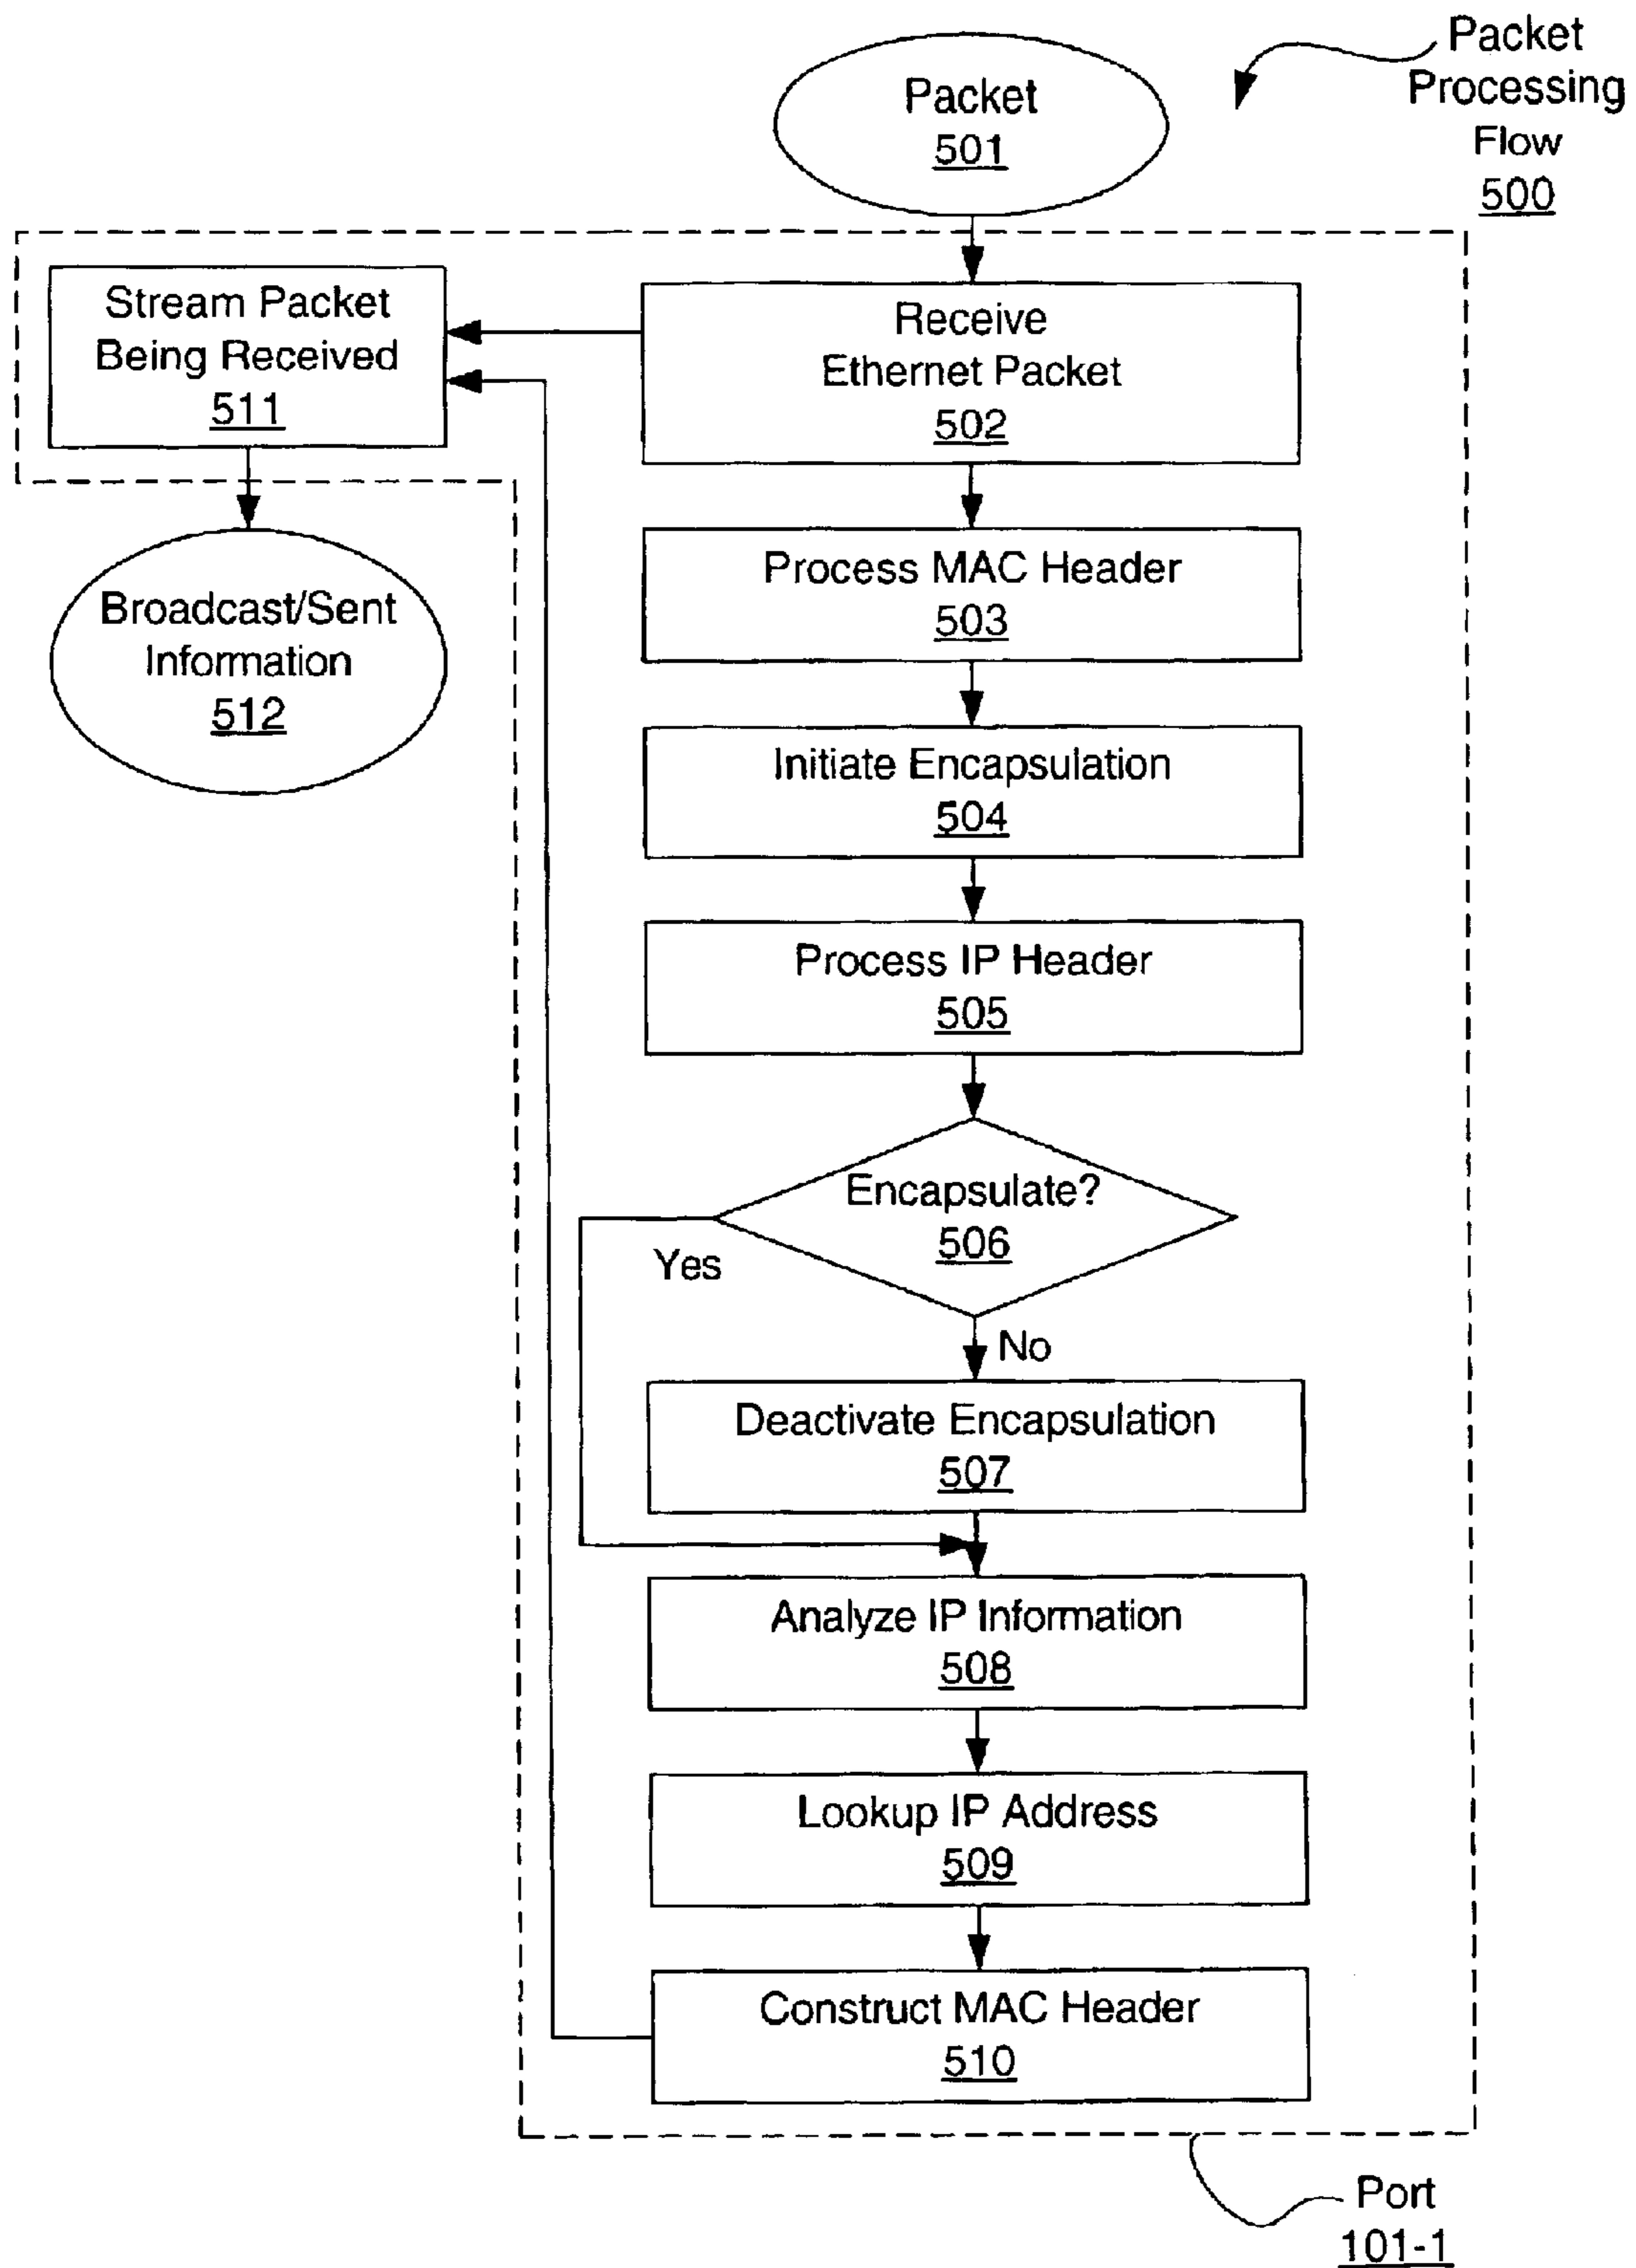 Packet
Processing
Flow
500
Packet
501
Stream Packet
Being Received
511
Receive
Ethernet Packet
502
Broadcast/Sent
Information
512
Process MAC Header
503
Initiate Encapsulation
504
Process IP Header
505
Encapsulate?
506
Yes
No
Deactivate Encapsulation
507
Analyze IP Information
508
Lookup IP Address
509
Construct MAC Header
510
Port
101-1